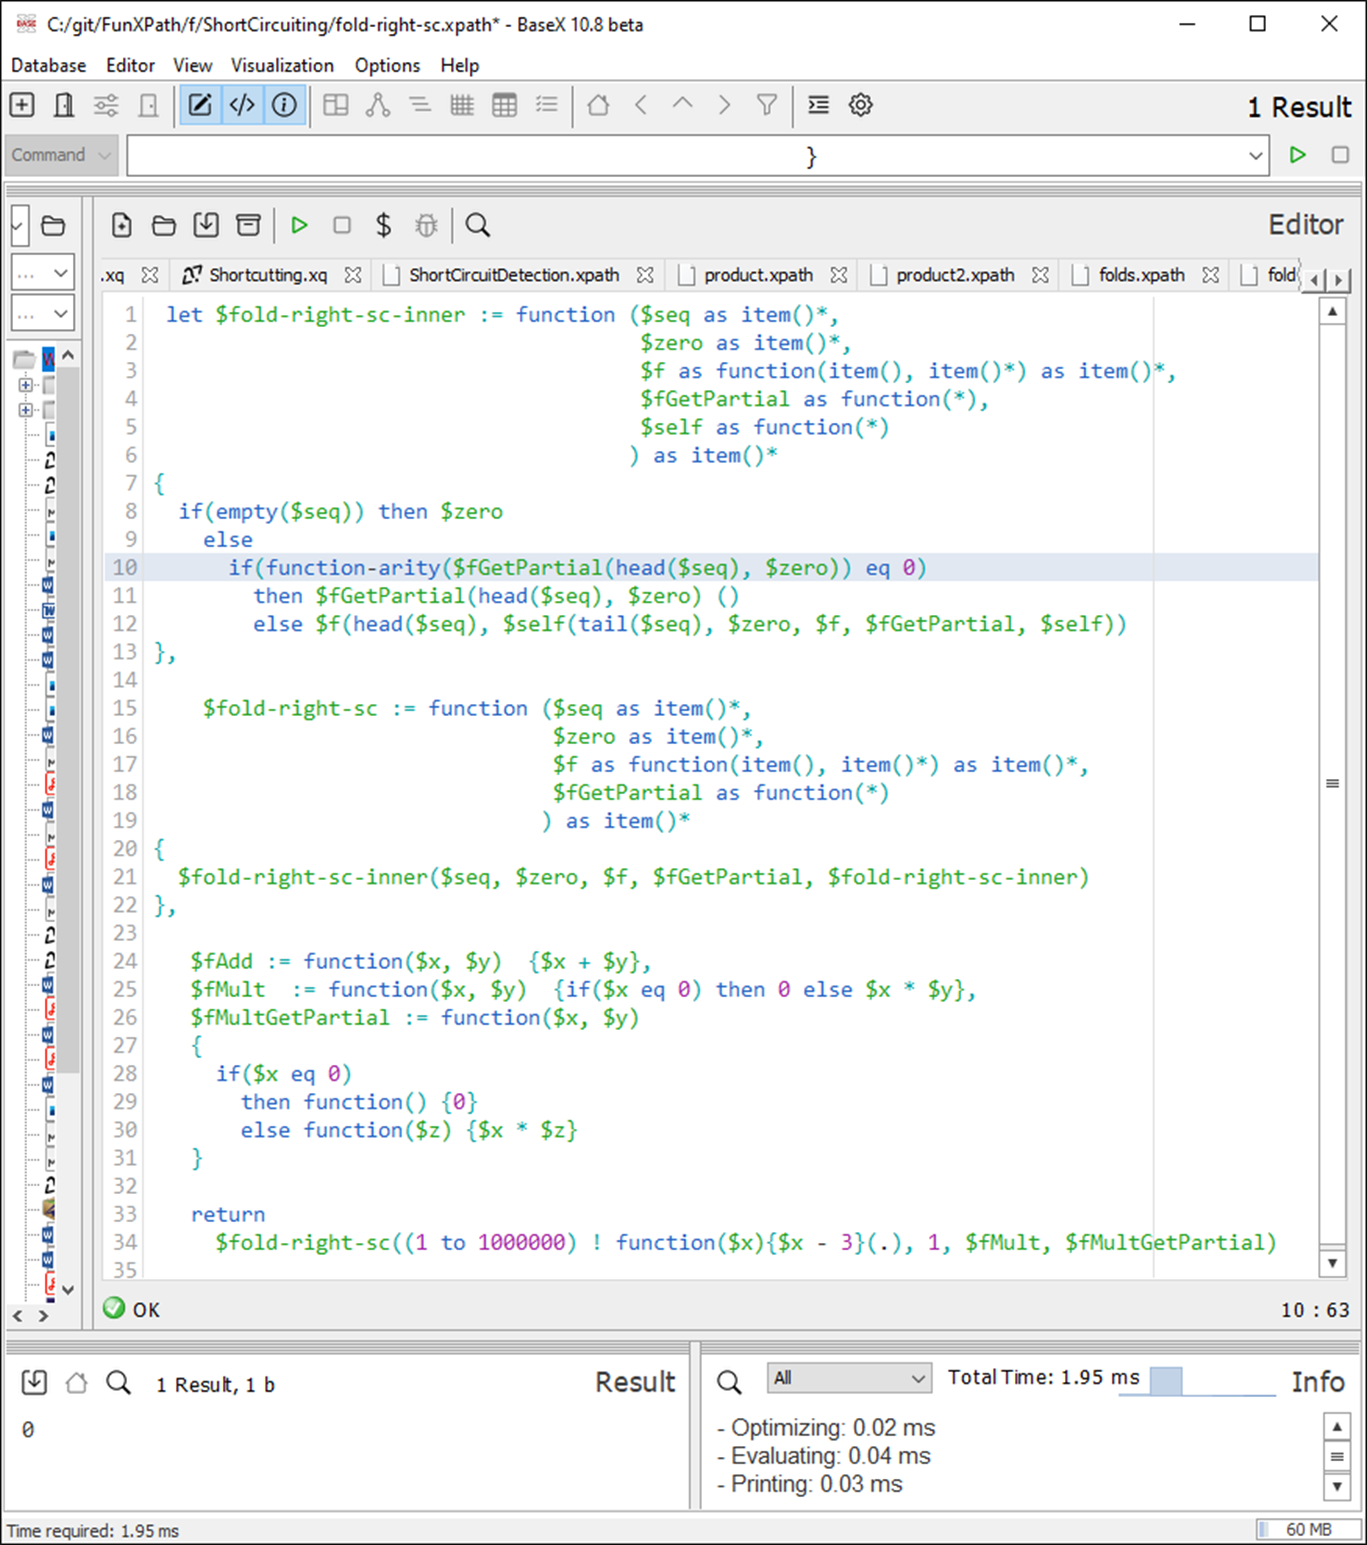 C:/git/FunXPath/f/ShortCircuiting/fold-right-sc.xpath* - BaseX 10.8 beta
Database Editor View Visualization Options Help
1 Result
Command }
Editor
.xq Shortcutting.xq ShortCircuitDetection.xpath product.xpath product2.xpath folds.xpath fold
1 let $fold-right-sc-inner := function ($seq as item()*,
2 $zero as item()*,
3 $f as function(item(), item()*) as item()*,
4 $fGetPartial as function(*),
5 $self as function(*)
6 ) as item()*
7 {
8 if(empty($seq)) then $zero
9 else
10 if(function-arity($fGetPartial(head($seq), $zero)) eq 0)
11 then $fGetPartial(head($seq), $zero) ()
12 else $f(head($seq), $self(tail($seq), $zero, $f, $fGetPartial, $self))
13 },
14
15 $fold-right-sc := function ($seq as item()*,
16 $zero as item()*,
17 $f as function(item(), item()*) as item()*,
18 $fGetPartial as function(*)
19 ) as item()*
20 {
21 $fold-right-sc-inner($seq, $zero, $f, $fGetPartial, $fold-right-sc-inner)
22 },
23
24 $fAdd := function($x, $y) {$x + $y},
25 $fMult := function($x, $y) {if($x eq 0) then 0 else $x * $y},
26 $fMultGetPartial := function($x, $y)
27 {
28 if($x eq 0)
29 then function() {0}
30 else function($z) {$x * $z}
31 }
32
33 return
34 $fold-right-sc((1 to 1000000) ! function($x){$x - 3}(.), 1, $fMult, $fMultGetPartial)
35
OK 10 : 63
1 Result, 1 b Result
0
All Total Time: 1.95 ms Info
- Optimizing: 0.02 ms
- Evaluating: 0.04 ms
- Printing: 0.03 ms
Time required: 1.95 ms 60 MB